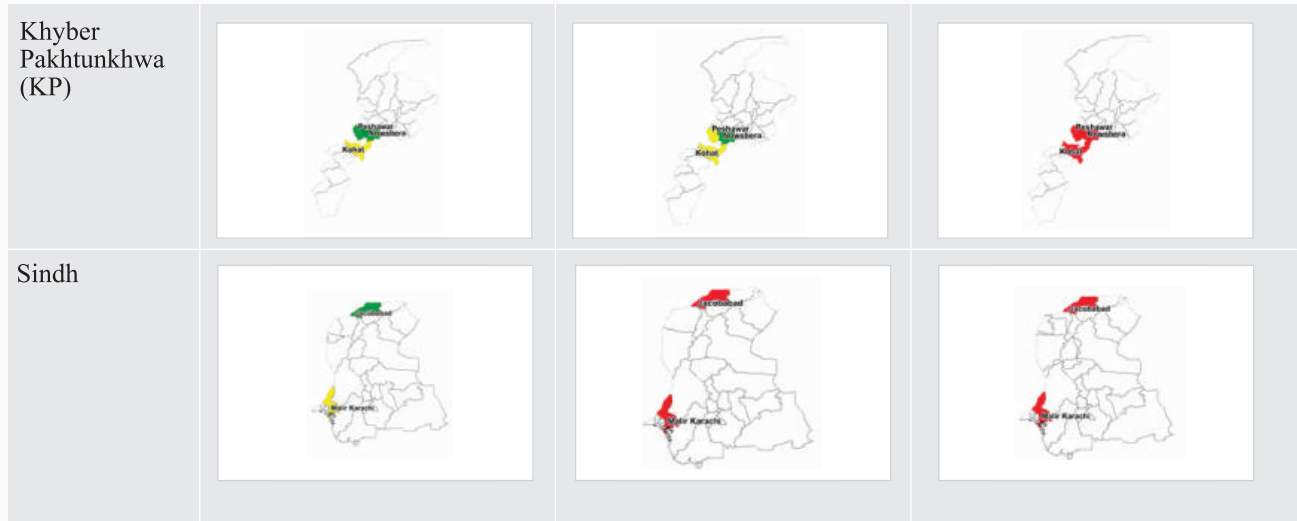 Khyber
Pakhtunkhwa
(KP)
Peshawar
Nowshera
Kohat
Peshawar
Nowshera
Kohat
Peshawar
Nowshera
Kohat
Sindh
Jacobabad
Malir Karachi
Jacobabad
Malir Karachi
Jacobabad
Malir Karachi